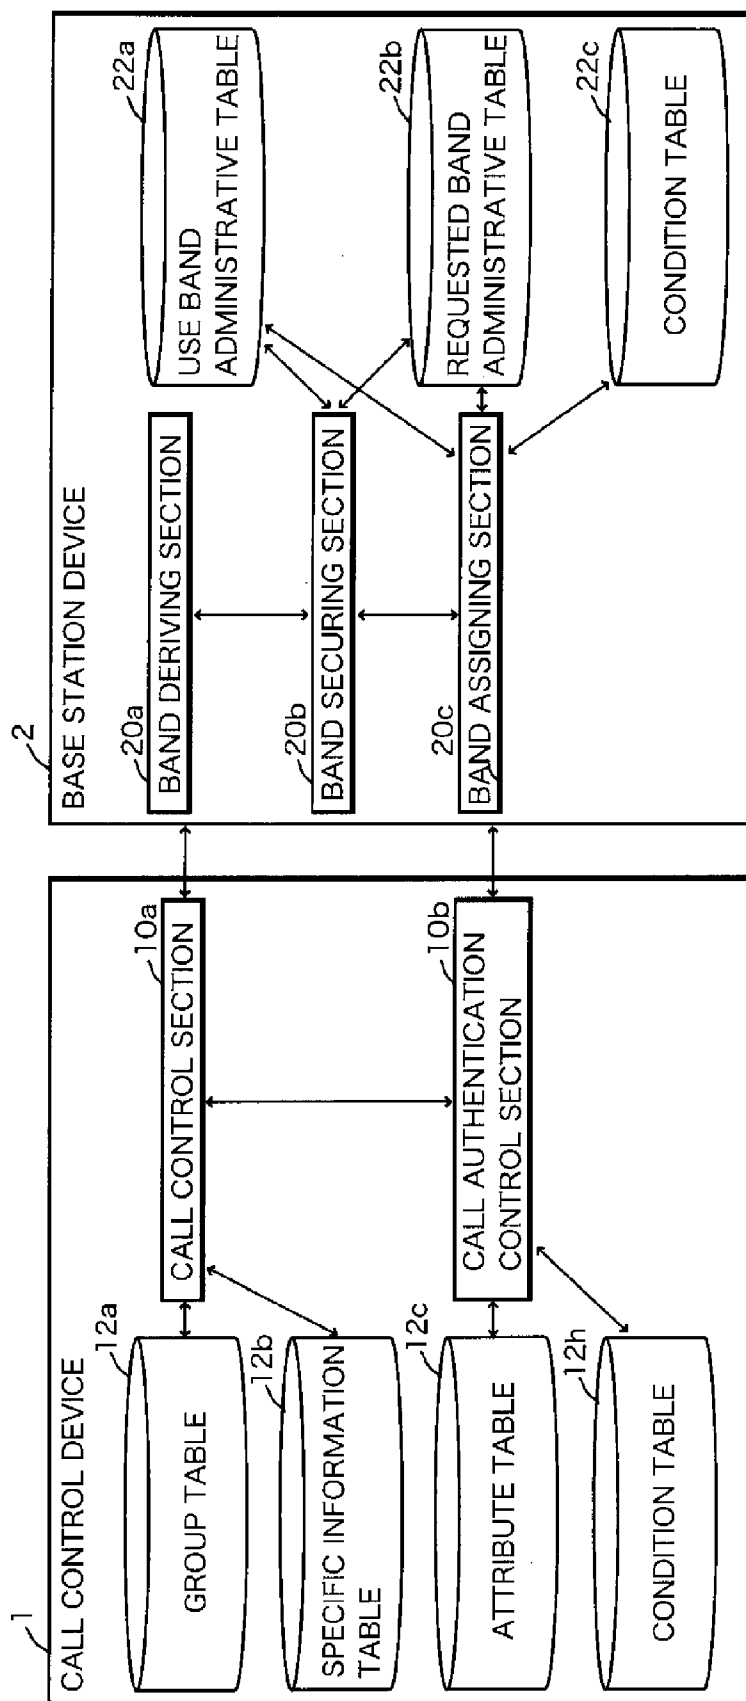 1
CALL CONTROL DEVICE
12a
GROUP TABLE
12b
SPECIFIC INFORMATION
TABLE
12c
ATTRIBUTE TABLE
12h
CONDITION TABLE
10a
CALL CONTROL SECTION
10b
CALL AUTHENTICATION
CONTROL SECTION
2
BASE STATION DEVICE
20a
BAND DERIVING SECTION
20b
BAND SECURING SECTION
20c
BAND ASSIGNING SECTION
22a
USE BAND
ADMINISTRATIVE TABLE
22b
REQUESTED BAND
ADMINISTRATIVE TABLE
22c
CONDITION TABLE